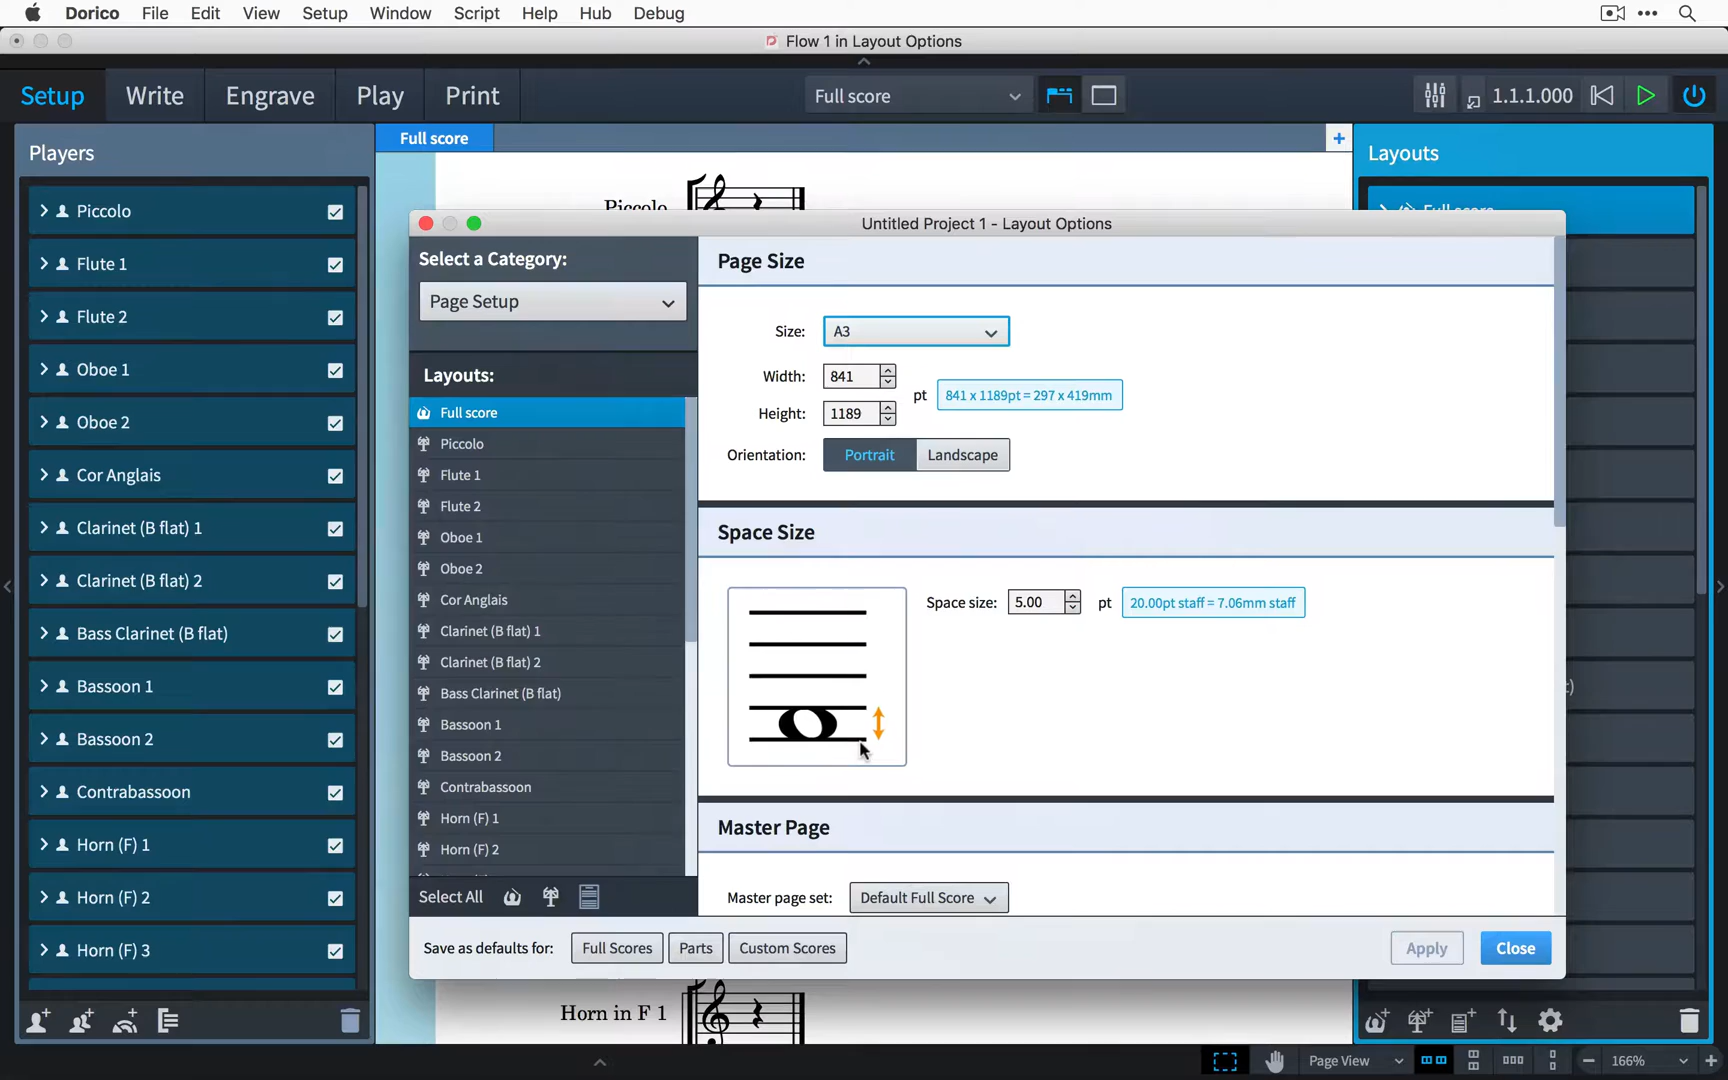 Dorico File Edit View Setup Window Script Help Hub Debug
Flow 1 in Layout Options
Setup Write Engrave Play Print
Full score
1.1.1.000
Players
Piccolo
Flute 1
Flute 2
Oboe 1
Oboe 2
Cor Anglais
Clarinet (B flat) 1
Clarinet (B flat) 2
Bass Clarinet (B flat)
Bassoon 1
Bassoon 2
Contrabassoon
Horn (F) 1
Horn (F) 2
Horn (F) 3
Full score
Piccolo
Horn in F 1
Layouts
Full score
Untitled Project 1 - Layout Options
Select a Category:
Page Setup
Layouts:
Full score
Piccolo
Flute 1
Flute 2
Oboe 1
Oboe 2
Cor Anglais
Clarinet (B flat) 1
Clarinet (B flat) 2
Bass Clarinet (B flat)
Bassoon 1
Bassoon 2
Contrabassoon
Horn (F) 1
Horn (F) 2
Select All
Page Size
Size: A3
Width: 841
pt 841 x 1189pt = 297 x 419mm
Height: 1189
Orientation: Portrait Landscape
Space Size
Space size: 5.00 pt 20.00pt staff = 7.06mm staff
Master Page
Master page set: Default Full Score
Save as defaults for: Full Scores Parts Custom Scores Apply Close
Page View 166%